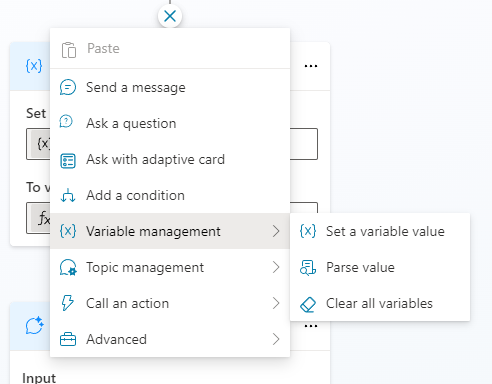 Paste
...
Send a message
Set
Ask a question
{x}
Ask with adaptive card
To v
Add a condition
fx
{x} Variable management
{x} Set a variable value
Topic management
Parse value
Call an action
Clear all variables
...
Advanced
Input